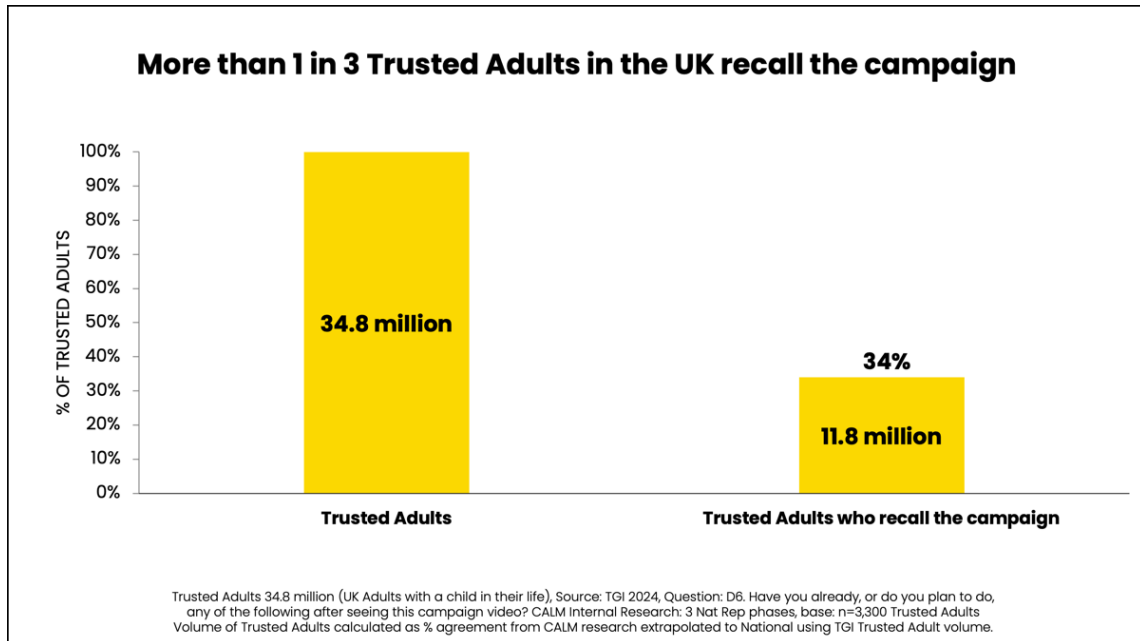 More than 1 in 3 Trusted Adults in the UK recall the campaign
% OF TRUSTED ADULTS
100%
90%
80%
70%
60%
50%
40%
30%
20%
10%
0%
34.8 million
34%
11.8 million
Trusted Adults
Trusted Adults who recall the campaign
Trusted Adults 34.8 million (UK Adults with a child in their life), Source: TGI 2024, Question: D6. Have you already, or do you plan to do,
any of the following after seeing this campaign video? CALM Internal Research: 3 Nat Rep phases, base: n=3,300 Trusted Adults
Volume of Trusted Adults calculated as % agreement from CALM research extrapolated to National using TGI Trusted Adult volume.